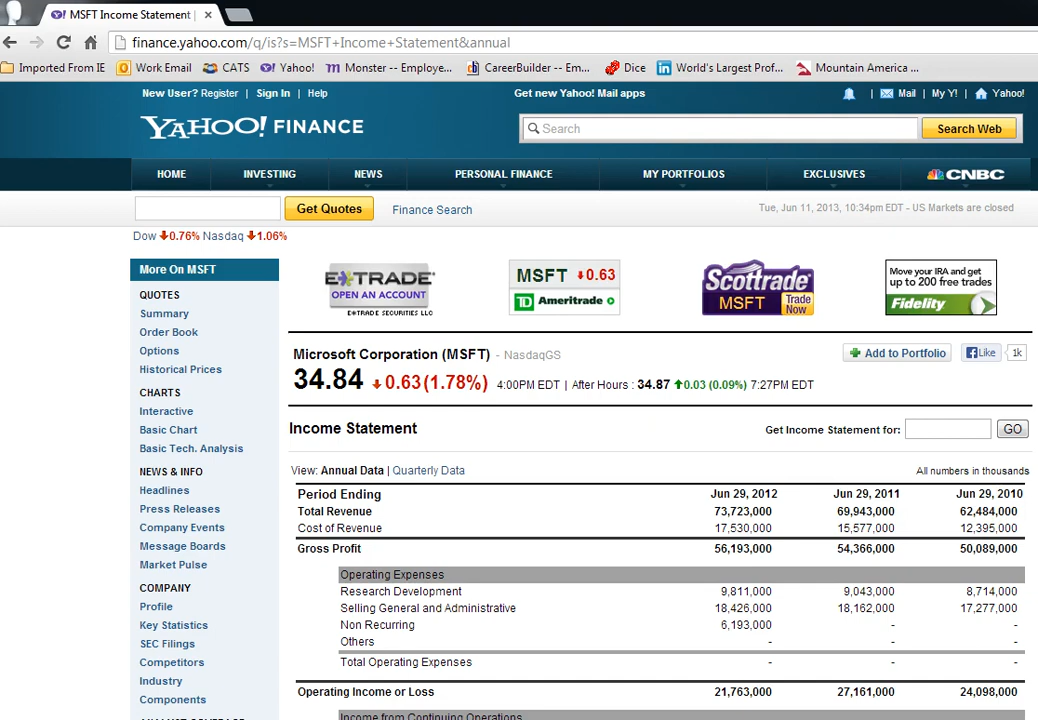 MSFT Income Statement |
finance.yahoo.com/q/is?s=MSFT+Income+Statement&annual
Imported From IE Work Email CATS Yahoo! Monster -- Employe... CareerBuilder -- Em... Dice World's Largest Prof... Mountain America ...
New User? Register | Sign In | Help Get new Yahoo! Mail apps | Mail | My Y! | Yahoo!
YAHOO! FINANCE Search Search Web
HOME INVESTING NEWS PERSONAL FINANCE MY PORTFOLIOS EXCLUSIVES CNBC
Get Quotes Finance Search Tue, Jun 11, 2013, 10:34pm EDT - US Markets are closed
Dow 0.76% Nasdaq 1.06%
More On MSFT
QUOTES
Summary
Order Book
Options
Historical Prices
CHARTS
Interactive
Basic Chart
Basic Tech. Analysis
NEWS & INFO
Headlines
Press Releases
Company Events
Message Boards
Market Pulse
COMPANY
Profile
Key Statistics
SEC Filings
Competitors
Industry
Components
ANALYST COVERAGE
E*TRADE
OPEN AN ACCOUNT
E*TRADE SECURITIES LLC
MSFT 0.63
TD Ameritrade
Scottrade
MSFT Trade Now
Move your IRA and get
up to 200 free trades
Fidelity
Microsoft Corporation (MSFT) - NasdaqGS Add to Portfolio Like 1k
34.84 0.63(1.78%) 4:00PM EDT | After Hours : 34.87 0.03 (0.09%) 7:27PM EDT
Income Statement Get Income Statement for: GO
View: Annual Data | Quarterly Data All numbers in thousands
Period Ending Jun 29, 2012 Jun 29, 2011 Jun 29, 2010
Total Revenue 73,723,000 69,943,000 62,484,000
Cost of Revenue 17,530,000 15,577,000 12,395,000
Gross Profit 56,193,000 54,366,000 50,089,000
Operating Expenses
Research Development 9,811,000 9,043,000 8,714,000
Selling General and Administrative 18,426,000 18,162,000 17,277,000
Non Recurring 6,193,000 - -
Others - - -
Total Operating Expenses - - -
Operating Income or Loss 21,763,000 27,161,000 24,098,000
Income from Continuing Operations